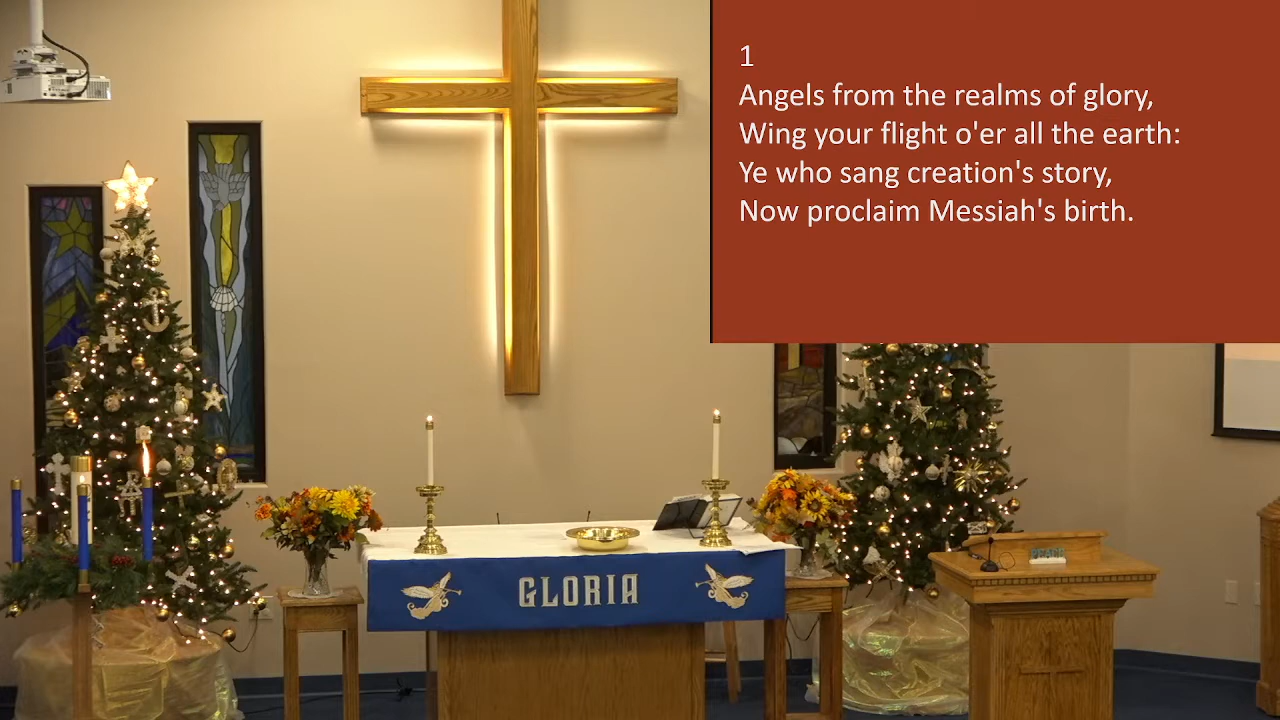 1
Angels from the realms of glory,
Wing your flight o'er all the earth:
Ye who sang creation's story,
Now proclaim Messiah's birth.
GLORIA
PEACE